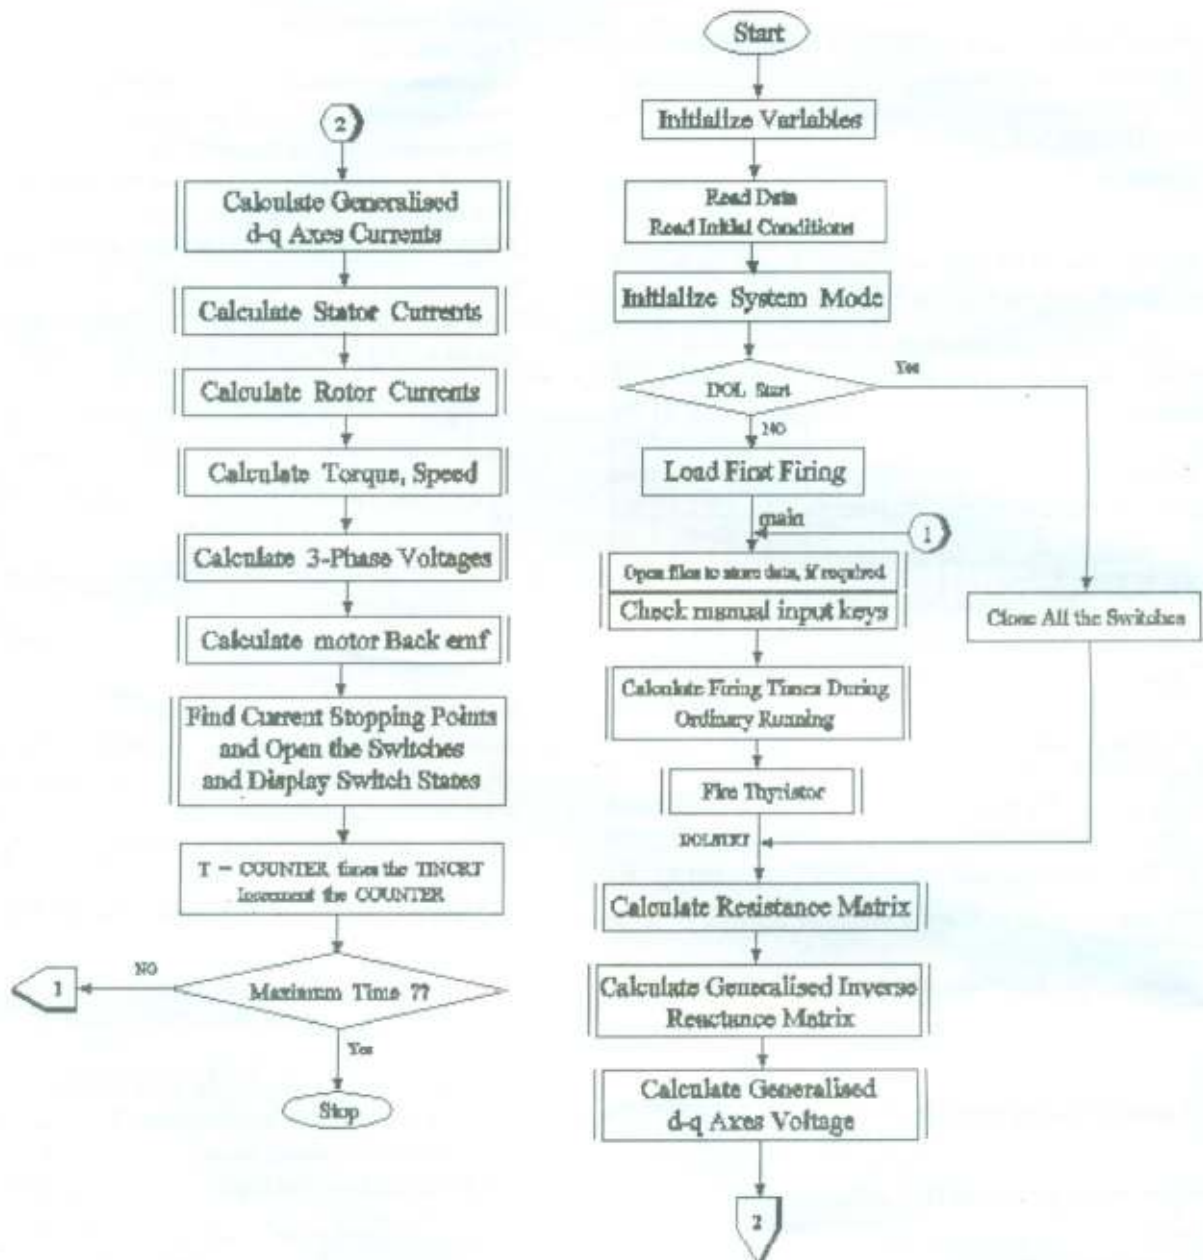 Start
Initialize Variables
Read Data
Read Initial Conditions
Initialize System Mode
DOL Start
Yes
NO
Load First Firing
main
1
Open files to store data, if required
Check manual input keys
Close All the Switches
Calculate Firing Times During
Ordinary Running
Fire Thyristor
DOLSTRT
Calculate Resistance Matrix
Calculate Generalised Inverse
Reactance Matrix
Calculate Generalised
d-q Axes Voltage
2
2
Calculate Generalised
d-q Axes Currents
Calculate Stator Currents
Calculate Rotor Currents
Calculate Torque, Speed
Calculate 3-Phase Voltages
Calculate motor Back emf
Find Current Stopping Points
and Open the Switches
and Display Switch States
T = COUNTER times the TINCRT
Increment the COUNTER
Maximum Time ??
NO
1
Yes
Stop